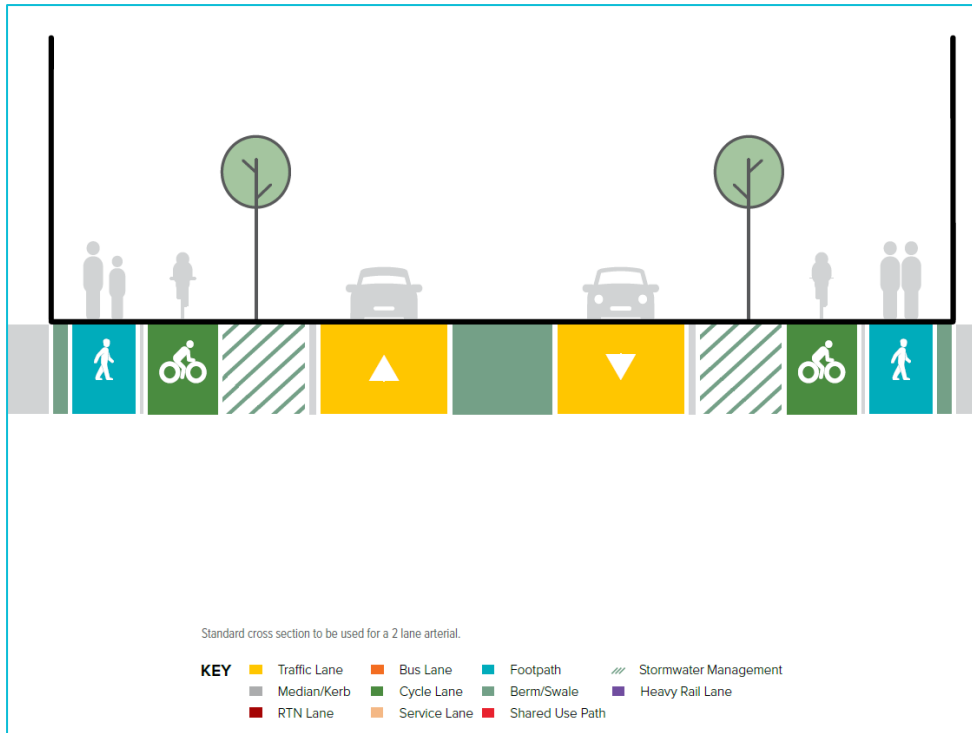 Standard cross section to be used for a 2 lane arterial.
KEY Traffic Lane Bus Lane Footpath Stormwater Management
Median/Kerb Cycle Lane Berm/Swale Heavy Rail Lane
RTN Lane Service Lane Shared Use Path